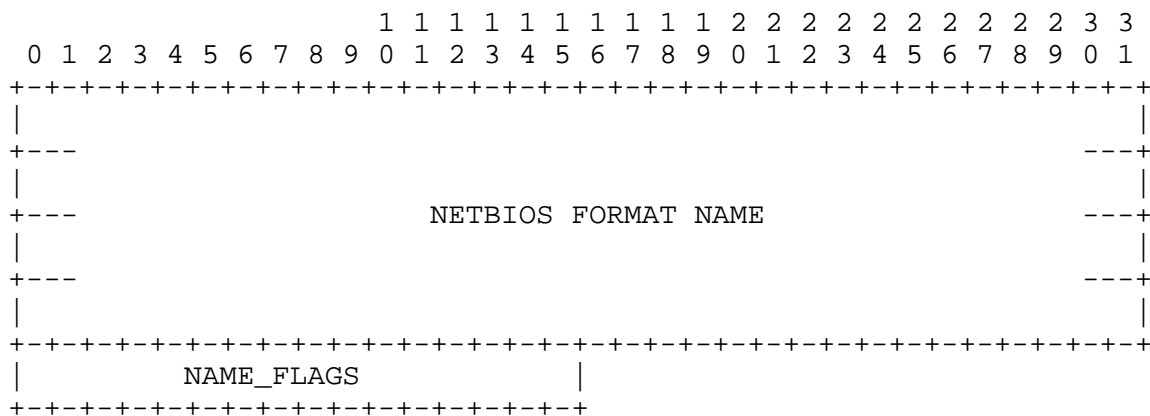 1 1 1 1 1 1 1 1 1 1 2 2 2 2 2 2 2 2 2 2 3 3
 0 1 2 3 4 5 6 7 8 9 0 1 2 3 4 5 6 7 8 9 0 1 2 3 4 5 6 7 8 9 0 1
+-+-+-+-+-+-+-+-+-+-+-+-+-+-+-+-+-+-+-+-+-+-+-+-+-+-+-+-+-+-+-+-+
|                                                               |
+---                                                         ---+
|                                                               |
+---                    NETBIOS FORMAT NAME                  ---+
|                                                               |
+---                                                         ---+
|                                                               |
+-+-+-+-+-+-+-+-+-+-+-+-+-+-+-+-+-+-+-+-+-+-+-+-+-+-+-+-+-+-+-+-+
|         NAME_FLAGS            |
+-+-+-+-+-+-+-+-+-+-+-+-+-+-+-+-+